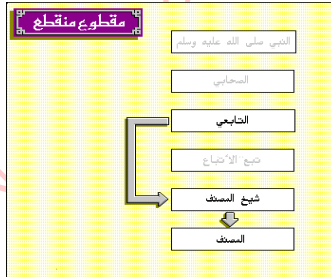 مقطوع منقطع
النبي صلى الله عليه وسلم
الصحابي
التابعي
تبع الأتباع
شيخ المصنف
المصنف